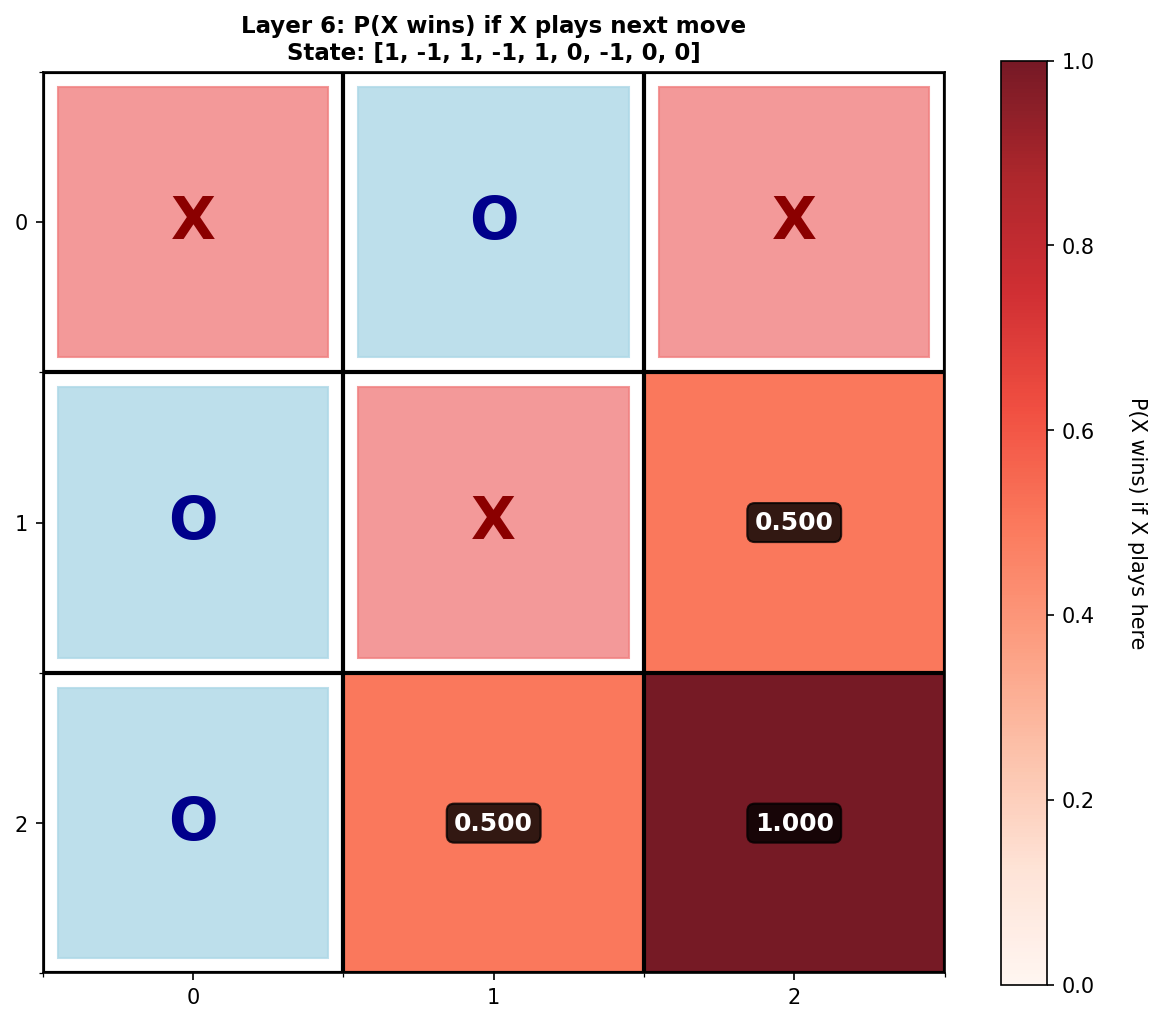 Layer 6: P(X wins) if X plays next move
State: [1, -1, 1, -1, 1, 0, -1, 0, 0]
X O X
O X 0.500
O 0.500 1.000
0
1
2
0 1 2
1.0
0.8
0.6
0.4
0.2
0.0
P(X wins) if X plays here